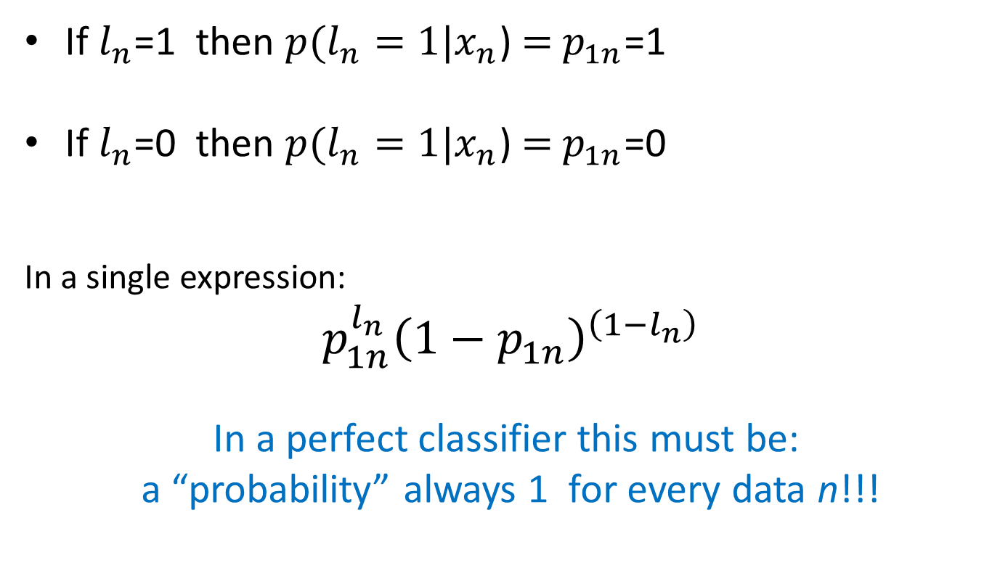 • If $l_n$=1 then $p(l_n = 1|x_n) = p_{1n}$=1
• If $l_n$=0 then $p(l_n = 1|x_n) = p_{1n}$=0
In a single expression:
$p_{1n}^{l_n}(1 - p_{1n})^{(1-l_n)}$
In a perfect classifier this must be:
a “probability” always 1 for every data n!!!